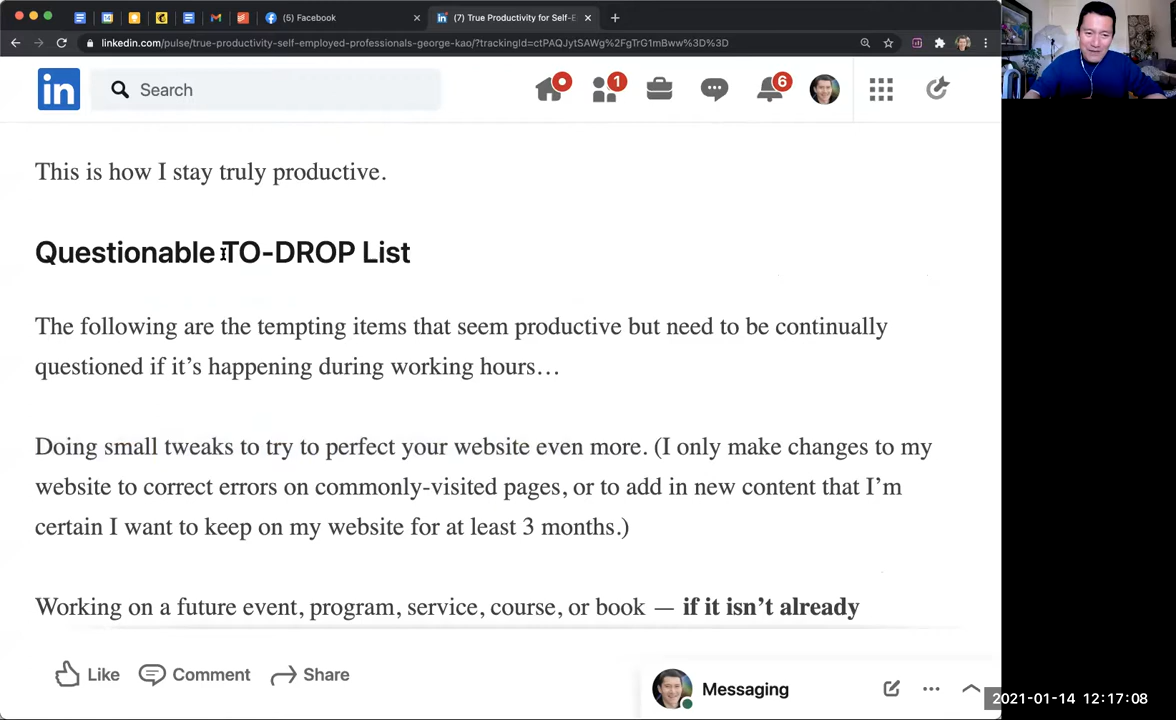 (5) Facebook
(7) True Productivity for Self-E
linkedin.com/pulse/true-productivity-self-employed-professionals-george-kao/?trackingId=ctPAQJytSAWg%2FgTrG1mBww%3D%3D
in
Search
1
6
This is how I stay truly productive.
Questionable TO-DROP List
The following are the tempting items that seem productive but need to be continually
questioned if it’s happening during working hours…
Doing small tweaks to try to perfect your website even more. (I only make changes to my
website to correct errors on commonly-visited pages, or to add in new content that I’m
certain I want to keep on my website for at least 3 months.)
Working on a future event, program, service, course, or book — if it isn’t already
Like
Comment
Share
Messaging
2021-01-14 12:17:08